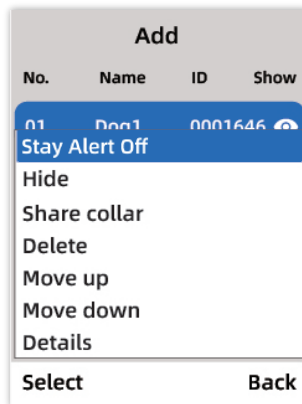 Add
No. Name ID Show
01 Dog1 0001646
Stay Alert Off
Hide
Share collar
Delete
Move up
Move down
Details
Select Back